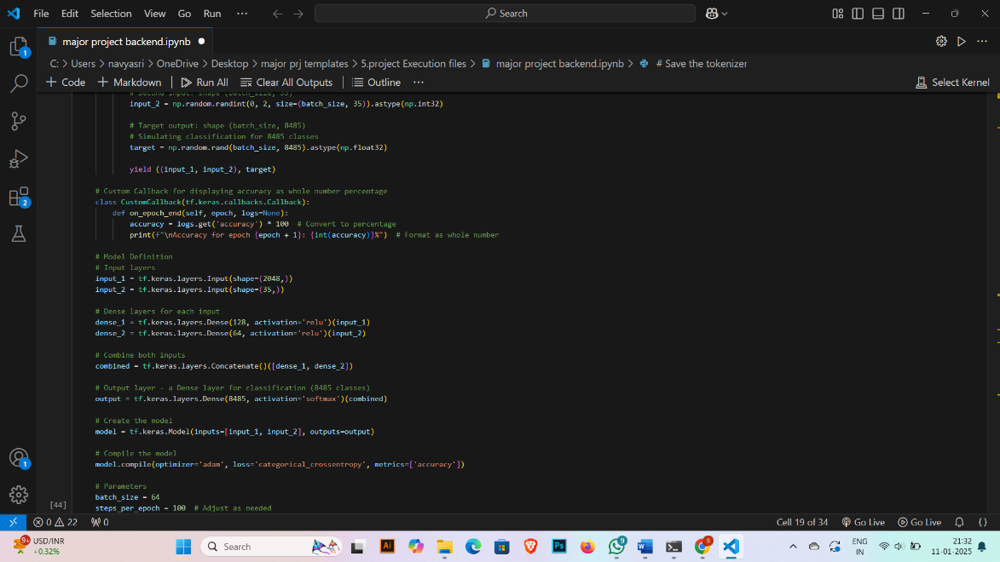 File Edit Selection View Go Run ··· Search
major project backend.ipynb
C: > Users > navyasri > OneDrive > Desktop > major prj templates > 5.project Execution files > major project backend.ipynb > # Save the tokenizer
+ Code + Markdown Run All Clear All Outputs Outline ··· Select Kernel
# Second input: shape (batch_size, 35)
input_2 = np.random.randint(0, 2, size=(batch_size, 35)).astype(np.int32)
# Target output: shape (batch_size, 8485)
# Simulating classification for 8485 classes
target = np.random.rand(batch_size, 8485).astype(np.float32)
yield ((input_1, input_2), target)
# Custom Callback for displaying accuracy as whole number percentage
class CustomCallback(tf.keras.callbacks.Callback):
def on_epoch_end(self, epoch, logs=None):
accuracy = logs.get('accuracy') * 100 # Convert to percentage
print(f"\nAccuracy for epoch {epoch + 1}: {int(accuracy)}%") # Format as whole number
# Model Definition
# Input layers
input_1 = tf.keras.layers.Input(shape=(2048,))
input_2 = tf.keras.layers.Input(shape=(35,))
# Dense layers for each input
dense_1 = tf.keras.layers.Dense(128, activation='relu')(input_1)
dense_2 = tf.keras.layers.Dense(64, activation='relu')(input_2)
# Combine both inputs
combined = tf.keras.layers.Concatenate()([dense_1, dense_2])
# Output layer - a Dense layer for classification (8485 classes)
output = tf.keras.layers.Dense(8485, activation='softmax')(combined)
# Create the model
model = tf.keras.Model(inputs=[input_1, input_2], outputs=output)
# Compile the model
model.compile(optimizer='adam', loss='categorical_crossentropy', metrics=['accuracy'])
# Parameters
batch_size = 64
[44]
steps_per_epoch = 100 # Adjust as needed
1
2
1
0 22 0 Cell 19 of 34 Go Live Go Live {}
9+ USD/INR
+0.32%
Search
Ai
Ps
9
W
S
ENG
IN
21:32
11-01-2025